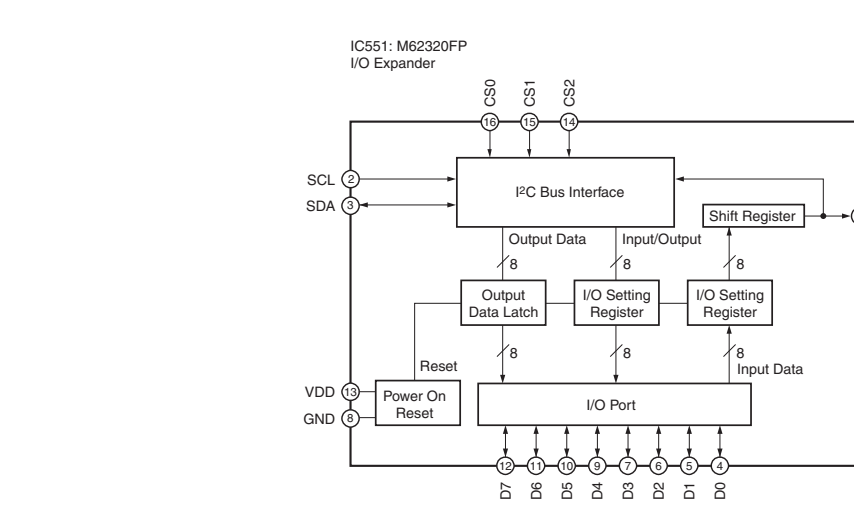 IC551: M62320FP
I/O Expander
CS0
CS1
CS2
16
15
14
SCL
2
SDA
3
I²C Bus Interface
Shift Register
Output Data
Input/Output
8
8
8
Output
Data Latch
I/O Setting
Register
I/O Setting
Register
8
8
8
Reset
Input Data
VDD
13
GND
8
Power On
Reset
I/O Port
12
11
10
9
7
6
5
4
D7
D6
D5
D4
D3
D2
D1
D0